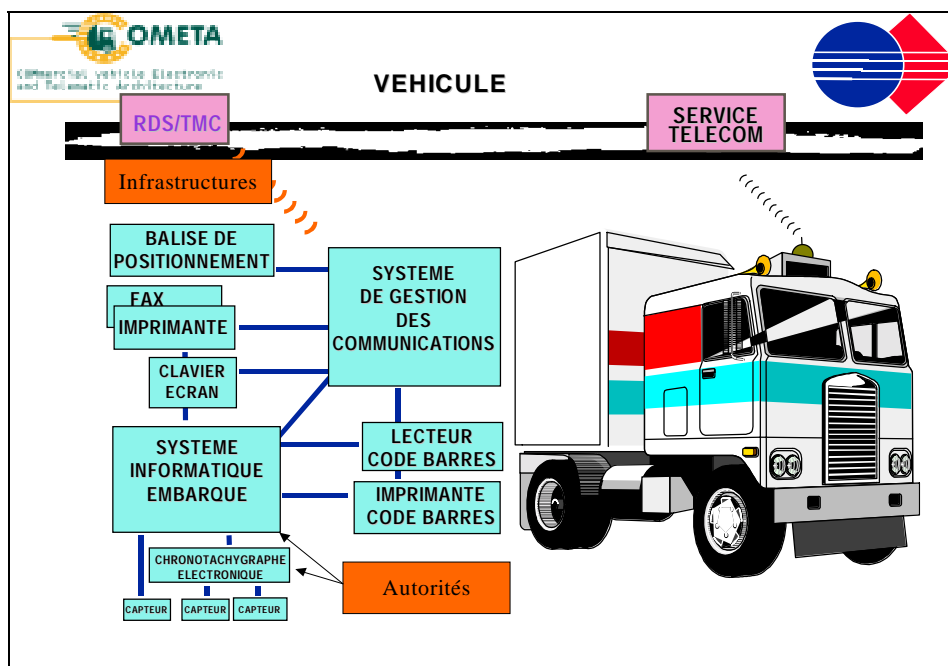 COMETA
COMmercial vehicle Electronic
and Telematic Architecture
VEHICULE
RDS/TMC
SERVICE
TELECOM
Infrastructures
BALISE DE
POSITIONNEMENT
SYSTEME
DE GESTION
DES
COMMUNICATIONS
FAX
IMPRIMANTE
CLAVIER
ECRAN
SYSTEME
INFORMATIQUE
EMBARQUE
LECTEUR
CODE BARRES
IMPRIMANTE
CODE BARRES
CHRONOTACHYGRAPHE
ELECTRONIQUE
Autorités
CAPTEUR
CAPTEUR
CAPTEUR